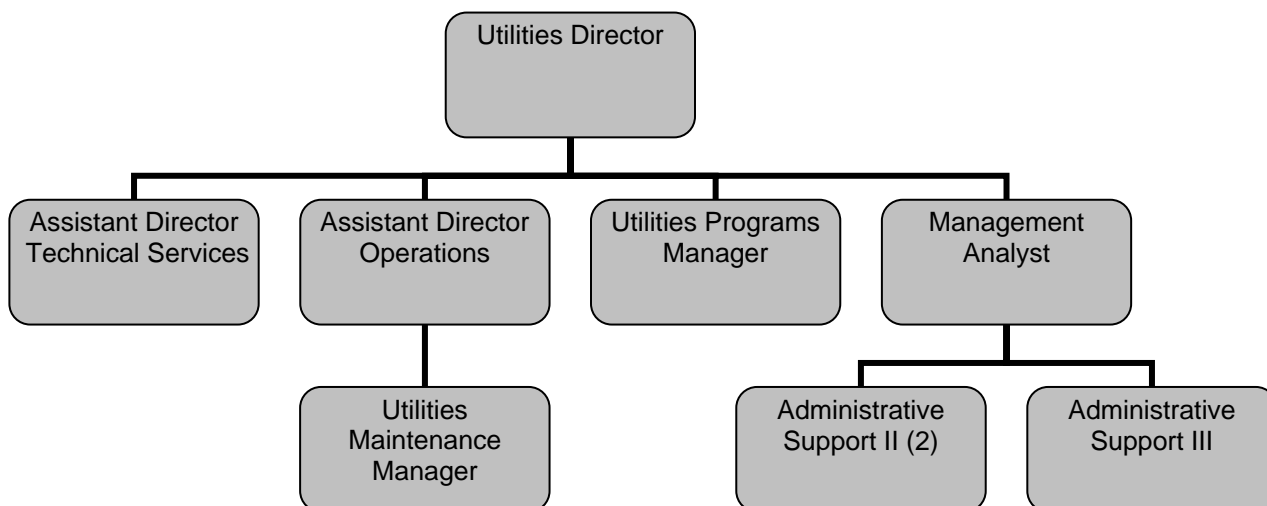 Utilities Director
Assistant Director
Technical Services
Assistant Director
Operations
Utilities Programs
Manager
Management
Analyst
Utilities
Maintenance
Manager
Administrative
Support II (2)
Administrative
Support III